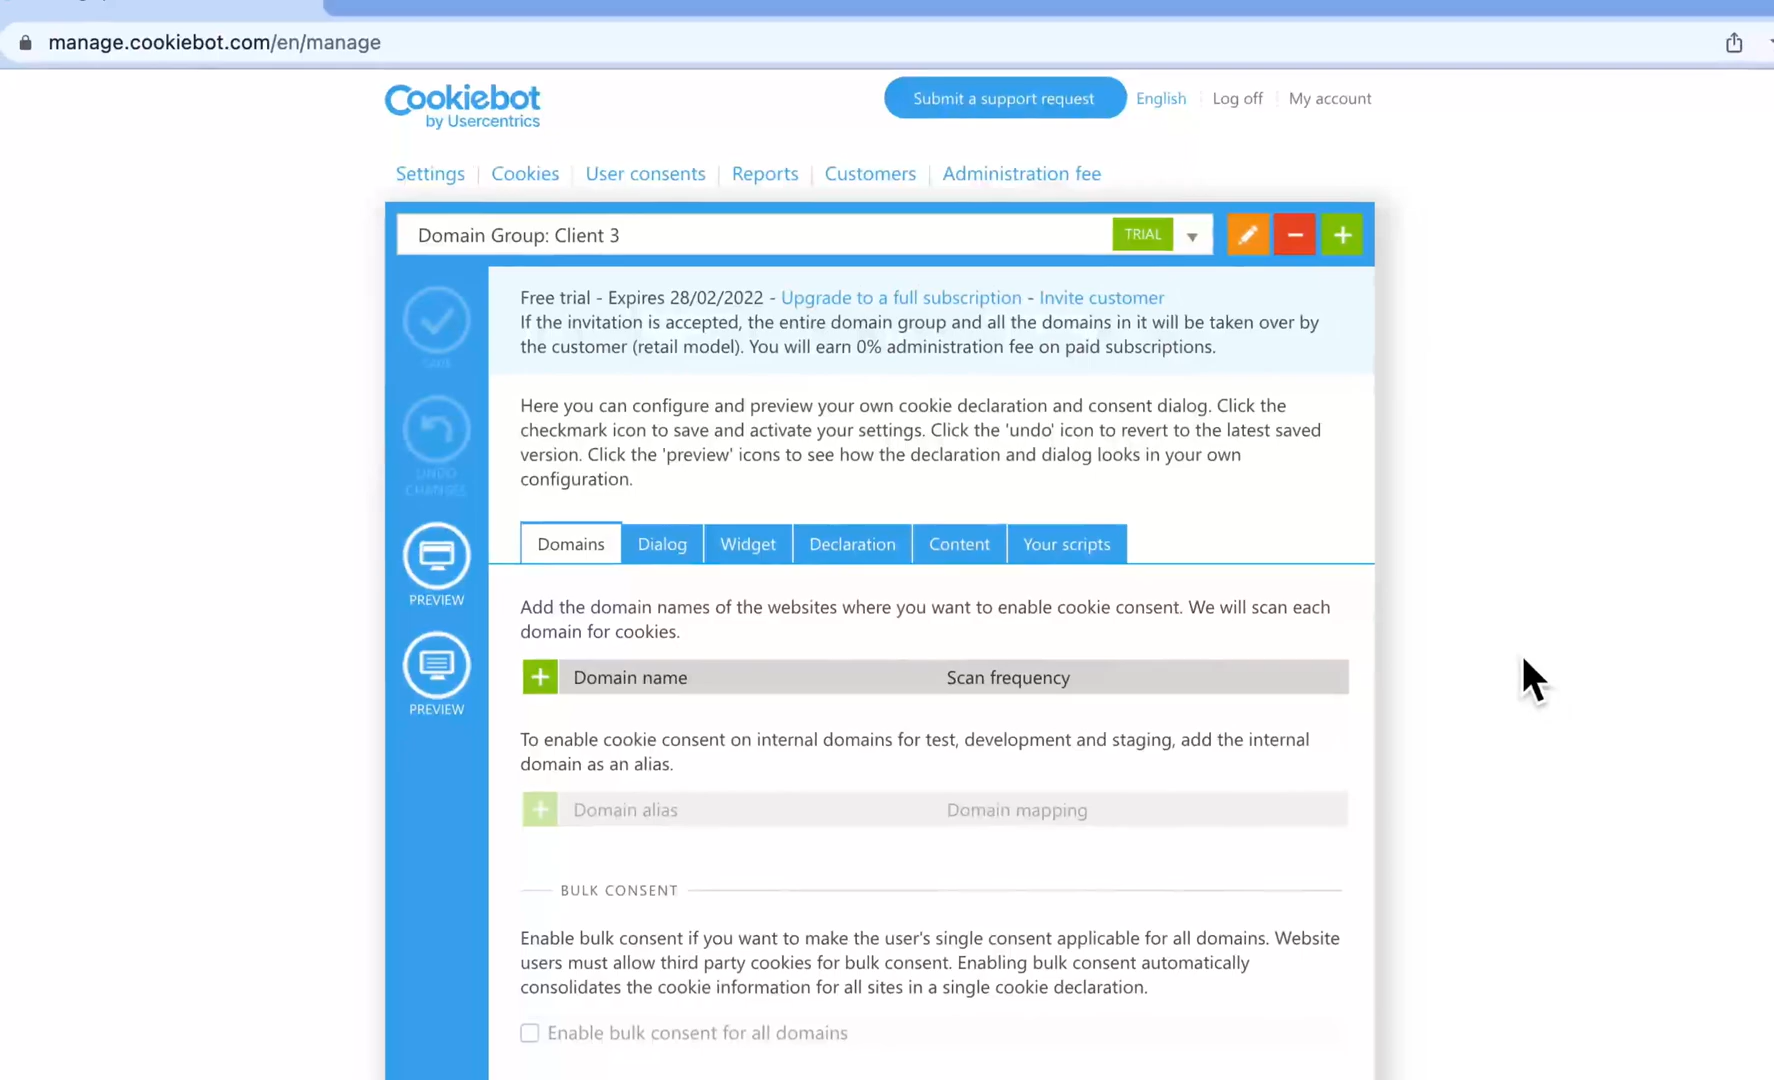 manage.cookiebot.com/en/manage
Cookiebot
by Usercentrics
Submit a support request
English
Log off
My account
Settings
Cookies
User consents
Reports
Customers
Administration fee
Domain Group: Client 3
TRIAL
Free trial - Expires 28/02/2022 - Upgrade to a full subscription - Invite customer
If the invitation is accepted, the entire domain group and all the domains in it will be taken over by
the customer (retail model). You will earn 0% administration fee on paid subscriptions.
SAVE
UNDO
CHANGES
PREVIEW
PREVIEW
Here you can configure and preview your own cookie declaration and consent dialog. Click the
checkmark icon to save and activate your settings. Click the 'undo' icon to revert to the latest saved
version. Click the 'preview' icons to see how the declaration and dialog looks in your own
configuration.
Domains
Dialog
Widget
Declaration
Content
Your scripts
Add the domain names of the websites where you want to enable cookie consent. We will scan each
domain for cookies.
Domain name
Scan frequency
To enable cookie consent on internal domains for test, development and staging, add the internal
domain as an alias.
Domain alias
Domain mapping
BULK CONSENT
Enable bulk consent if you want to make the user's single consent applicable for all domains. Website
users must allow third party cookies for bulk consent. Enabling bulk consent automatically
consolidates the cookie information for all sites in a single cookie declaration.
Enable bulk consent for all domains